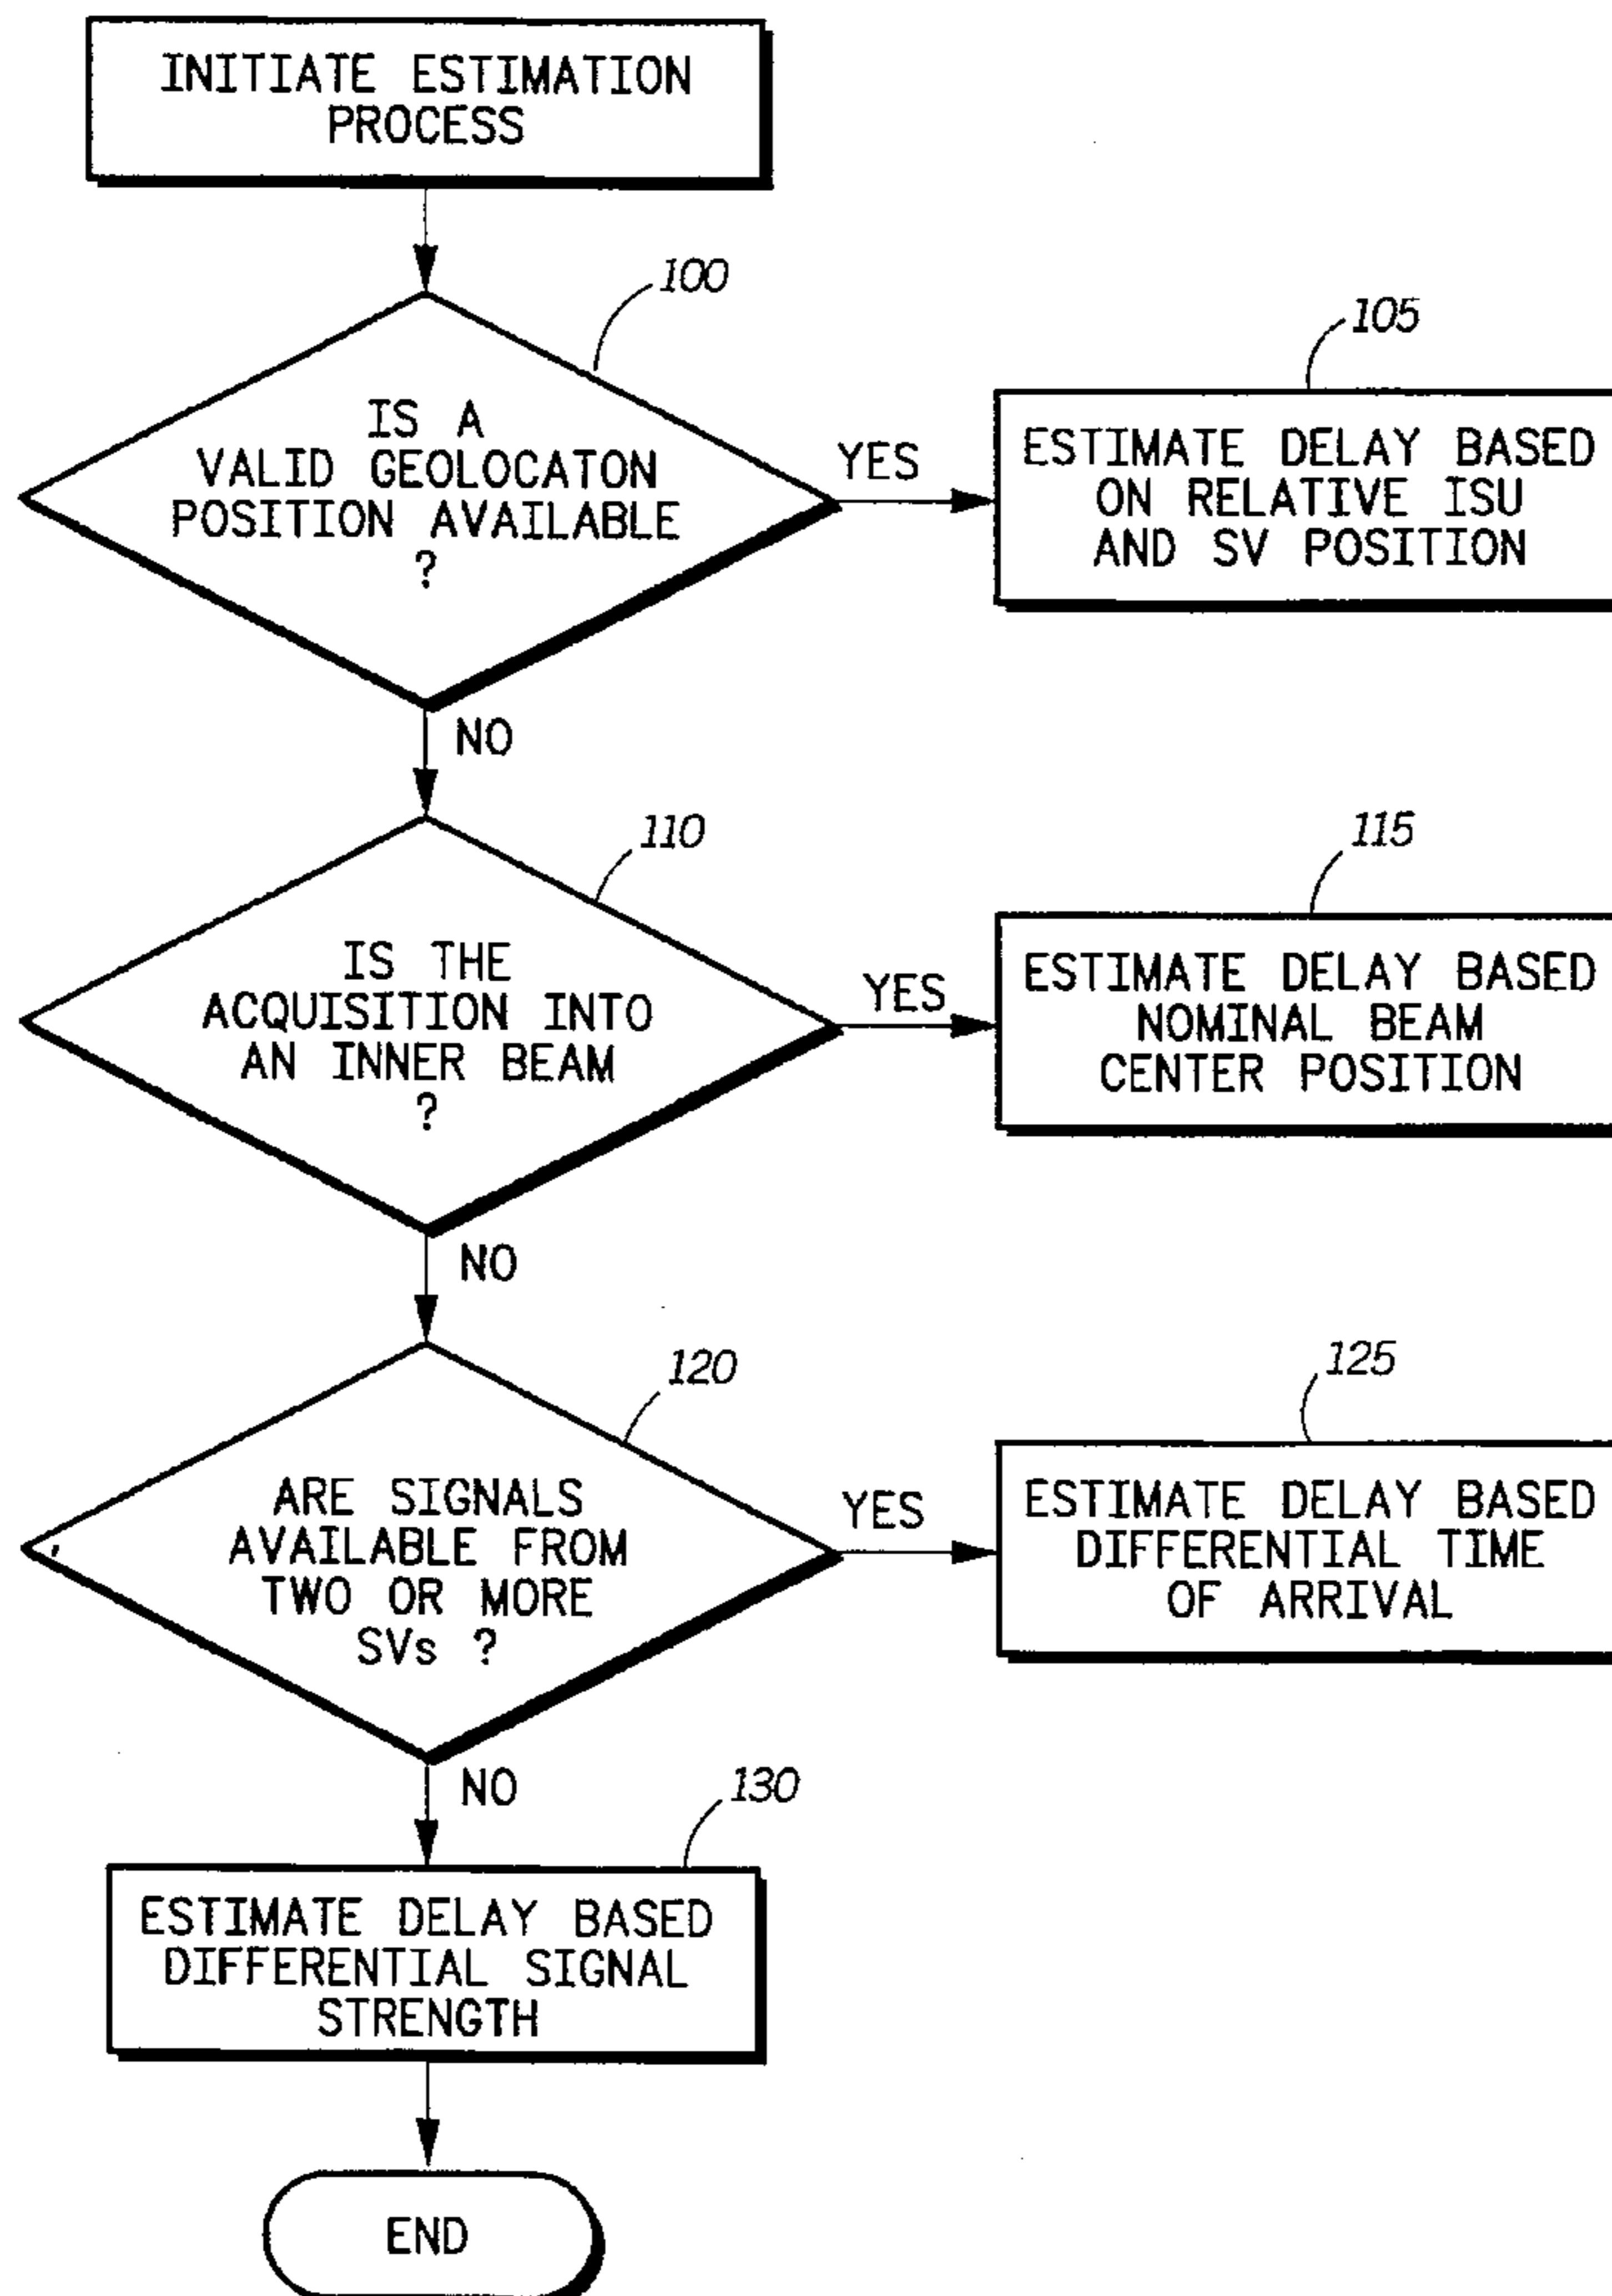 INITIATE ESTIMATION
PROCESS
100
IS A
VALID GEOLOCATON
POSITION AVAILABLE
?
YES
105
ESTIMATE DELAY BASED
ON RELATIVE ISU
AND SV POSITION
NO
110
IS THE
ACQUISITION INTO
AN INNER BEAM
?
YES
115
ESTIMATE DELAY BASED
NOMINAL BEAM
CENTER POSITION
NO
120
ARE SIGNALS
AVAILABLE FROM
TWO OR MORE
SVs ?
YES
125
ESTIMATE DELAY BASED
DIFFERENTIAL TIME
OF ARRIVAL
NO
130
ESTIMATE DELAY BASED
DIFFERENTIAL SIGNAL
STRENGTH
END